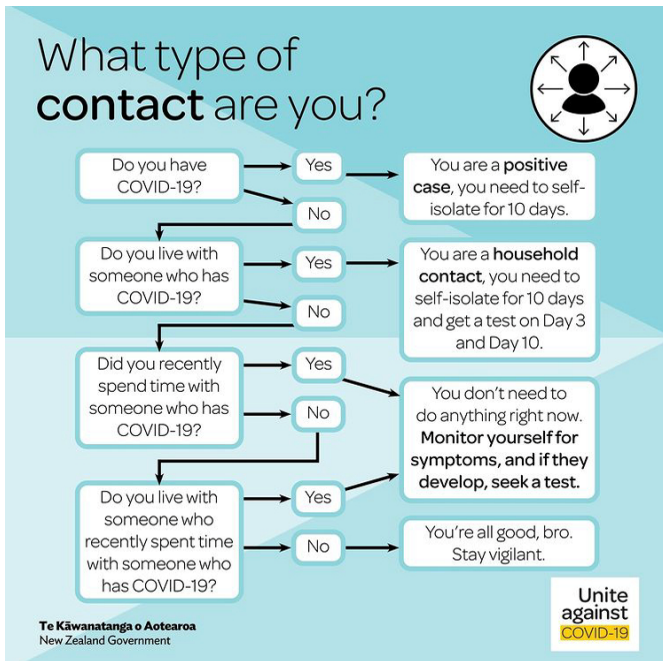 What type of
contact are you?
Do you have
COVID-19?
Yes
You are a positive
case, you need to self-
isolate for 10 days.
No
Do you live with
someone who has
COVID-19?
Yes
You are a household
contact, you need to
self-isolate for 10 days
and get a test on Day 3
and Day 10.
No
Did you recently
spend time with
someone who has
COVID-19?
Yes
No
You don't need to
do anything right now.
Monitor yourself for
symptoms, and if they
develop, seek a test.
Do you live with
someone who
recently spent time
with someone who
has COVID-19?
Yes
No
You're all good, bro.
Stay vigilant.
Te Kāwanatanga o Aotearoa
New Zealand Government
Unite
against
COVID-19